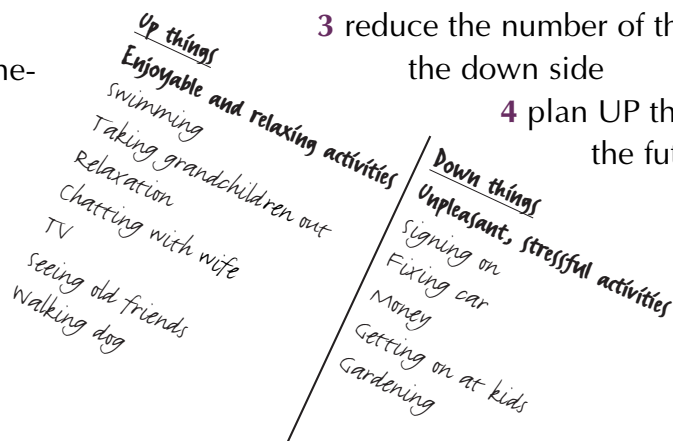 ne-
3 reduce the number of th
the down side
4 plan UP th
the fut
Up things
Enjoyable and relaxing activities
Swimming
Taking grandchildren out
Relaxation
Chatting with wife
TV
Seeing old friends
Walking dog
Down things
Unpleasant, stressful activities
Signing on
Fixing car
Money
Getting on at kids
Gardening